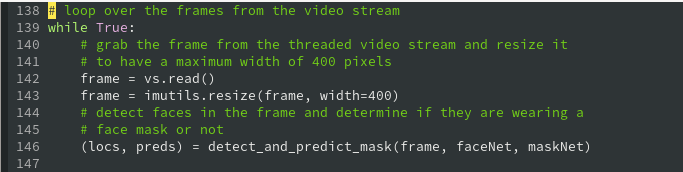 138 # loop over the frames from the video stream
139 while True:
140     # grab the frame from the threaded video stream and resize it
141     # to have a maximum width of 400 pixels
142     frame = vs.read()
143     frame = imutils.resize(frame, width=400)
144     # detect faces in the frame and determine if they are wearing a
145     # face mask or not
146     (locs, preds) = detect_and_predict_mask(frame, faceNet, maskNet)
147